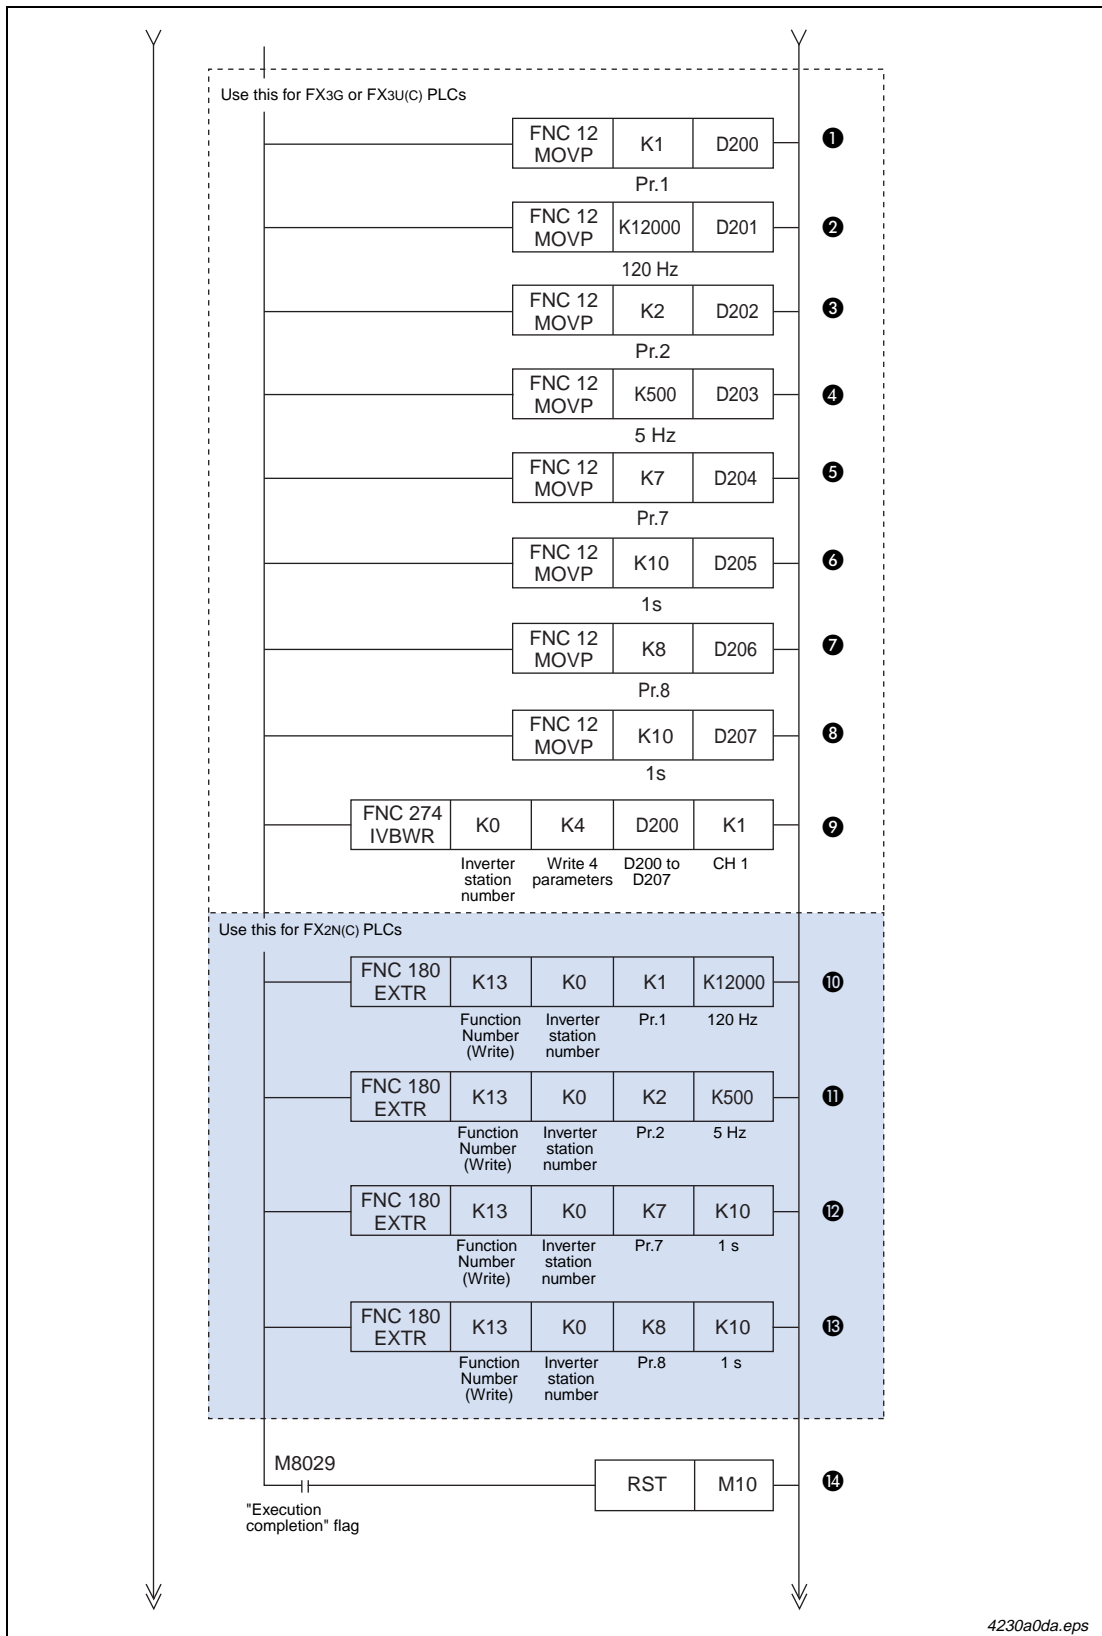 Use this for FX3G or FX3U(C) PLCs
FNC 12 MOVP K1 D200 ❶
Pr.1
FNC 12 MOVP K12000 D201 ❷
120 Hz
FNC 12 MOVP K2 D202 ❸
Pr.2
FNC 12 MOVP K500 D203 ❹
5 Hz
FNC 12 MOVP K7 D204 ❺
Pr.7
FNC 12 MOVP K10 D205 ❻
1s
FNC 12 MOVP K8 D206 ❼
Pr.8
FNC 12 MOVP K10 D207 ❽
1s
FNC 274 IVBWR K0 K4 D200 K1 ❾
Inverter station number Write 4 parameters D200 to D207 CH 1
Use this for FX2N(C) PLCs
FNC 180 EXTR K13 K0 K1 K12000 ❿
Function Number (Write) Inverter station number Pr.1 120 Hz
FNC 180 EXTR K13 K0 K2 K500 ⓫
Function Number (Write) Inverter station number Pr.2 5 Hz
FNC 180 EXTR K13 K0 K7 K10 ⓬
Function Number (Write) Inverter station number Pr.7 1 s
FNC 180 EXTR K13 K0 K8 K10 ⓭
Function Number (Write) Inverter station number Pr.8 1 s
M8029
RST M10 ⓮
"Execution
completion" flag
4230a0da.eps